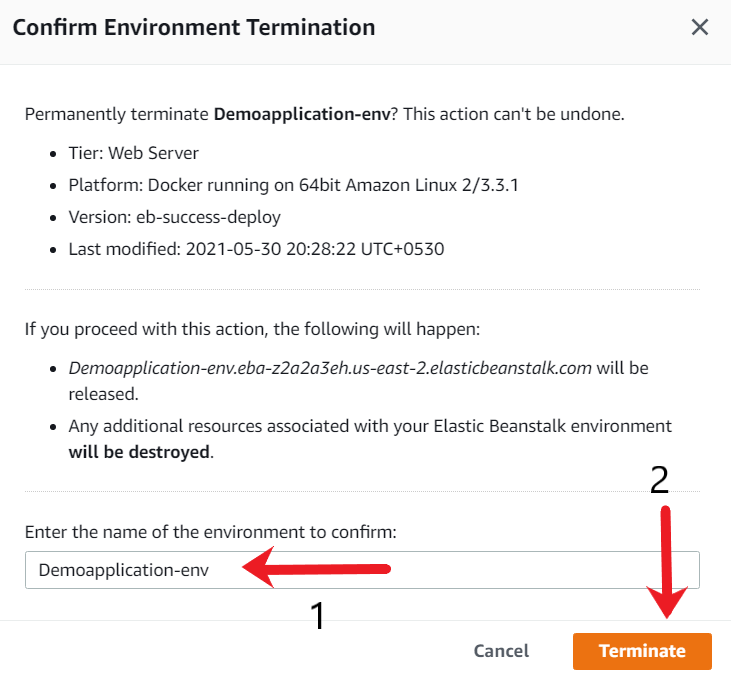 Confirm Environment Termination
Permanently terminate Demoapplication-env? This action can't be undone.
Tier: Web Server
Platform: Docker running on 64bit Amazon Linux 2/3.3.1
Version: eb-success-deploy
Last modified: 2021-05-30 20:28:22 UTC+0530
If you proceed with this action, the following will happen:
Demoapplication-env.eba-z2a2a3eh.us-east-2.elasticbeanstalk.com will be
released.
Any additional resources associated with your Elastic Beanstalk environment
will be destroyed.
2
Enter the name of the environment to confirm:
Demoapplication-env
1
Cancel
Terminate